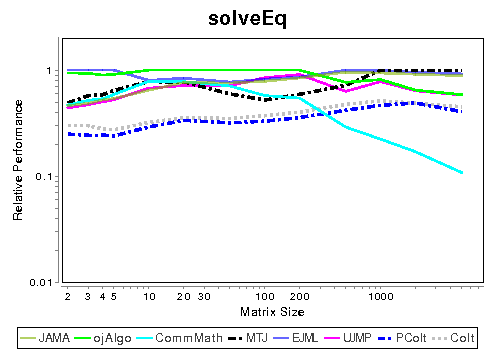 solveEq
Relative Performance
1
0.1
0.01
2 3 4 5 10 20 30 100 200 1000
Matrix Size
JAMA ojAlgo CommMath MTJ EJML UJMP PColt Colt